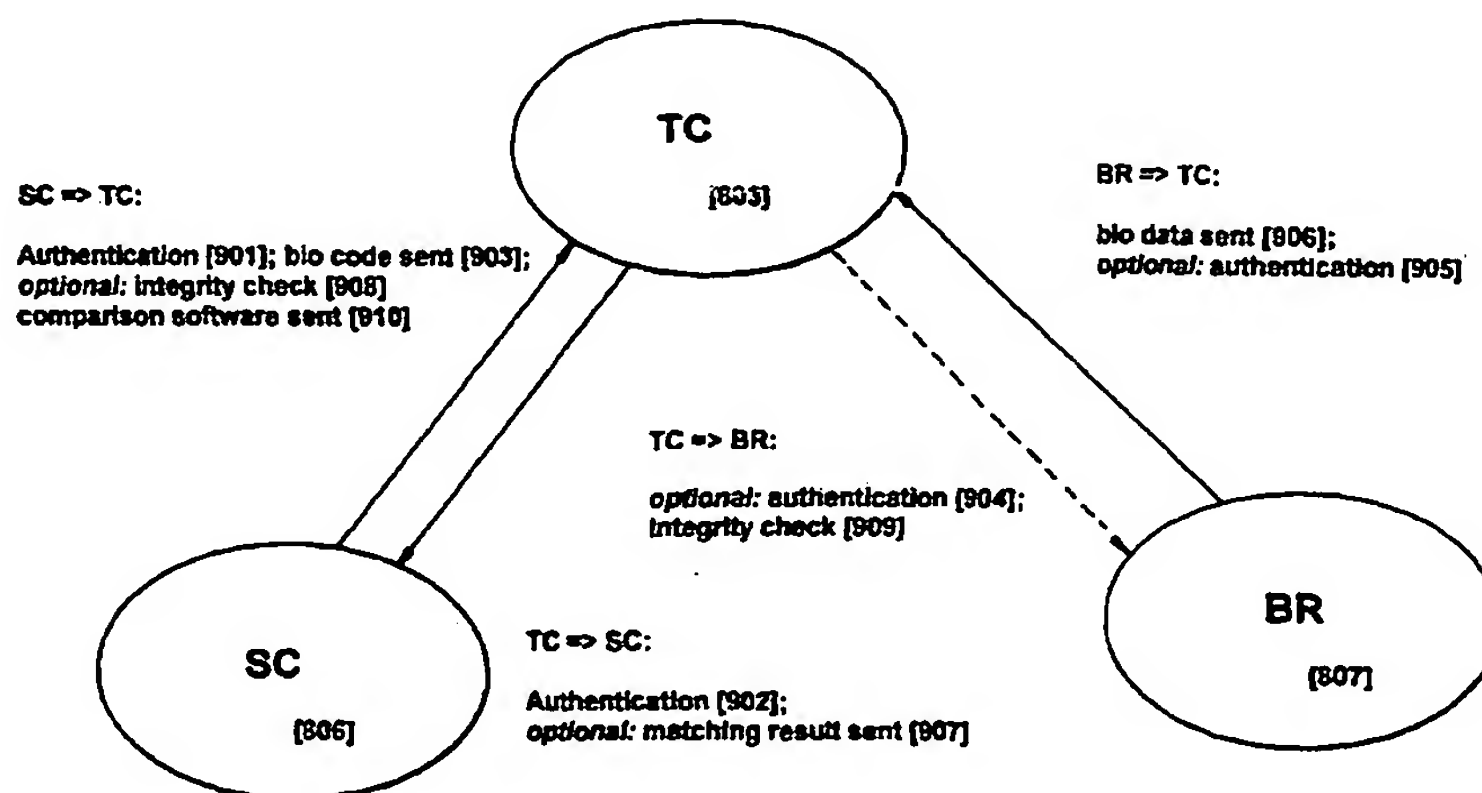 TC
SC => TC:
Authentication [901]; bio code sent [903];
optional: integrity check [908]
comparison software sent [910]
BR => TC:
bio data sent [906];
optional: authentication [905]
TC => BR:
optional: authentication [904];
integrity check [909]
SC
[806]
TC => SC:
Authentication [902];
optional: matching result sent [907]
BR
[807]